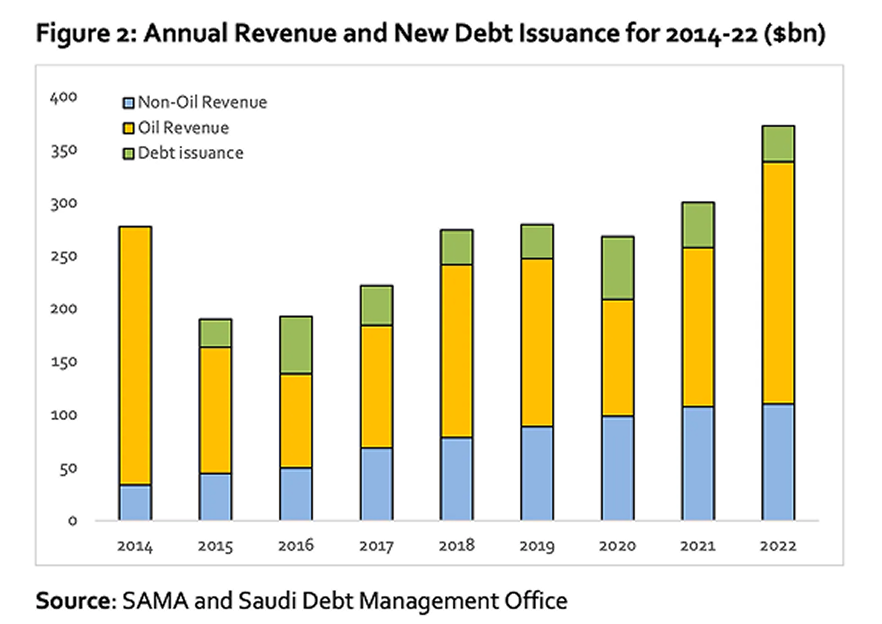 Figure 2: Annual Revenue and New Debt Issuance for 2014-22 ($bn)
400
350
300
250
200
150
100
50
0
Non-Oil Revenue
Oil Revenue
Debt issuance
2014 2015 2016 2017 2018 2019 2020 2021 2022
Source: SAMA and Saudi Debt Management Office